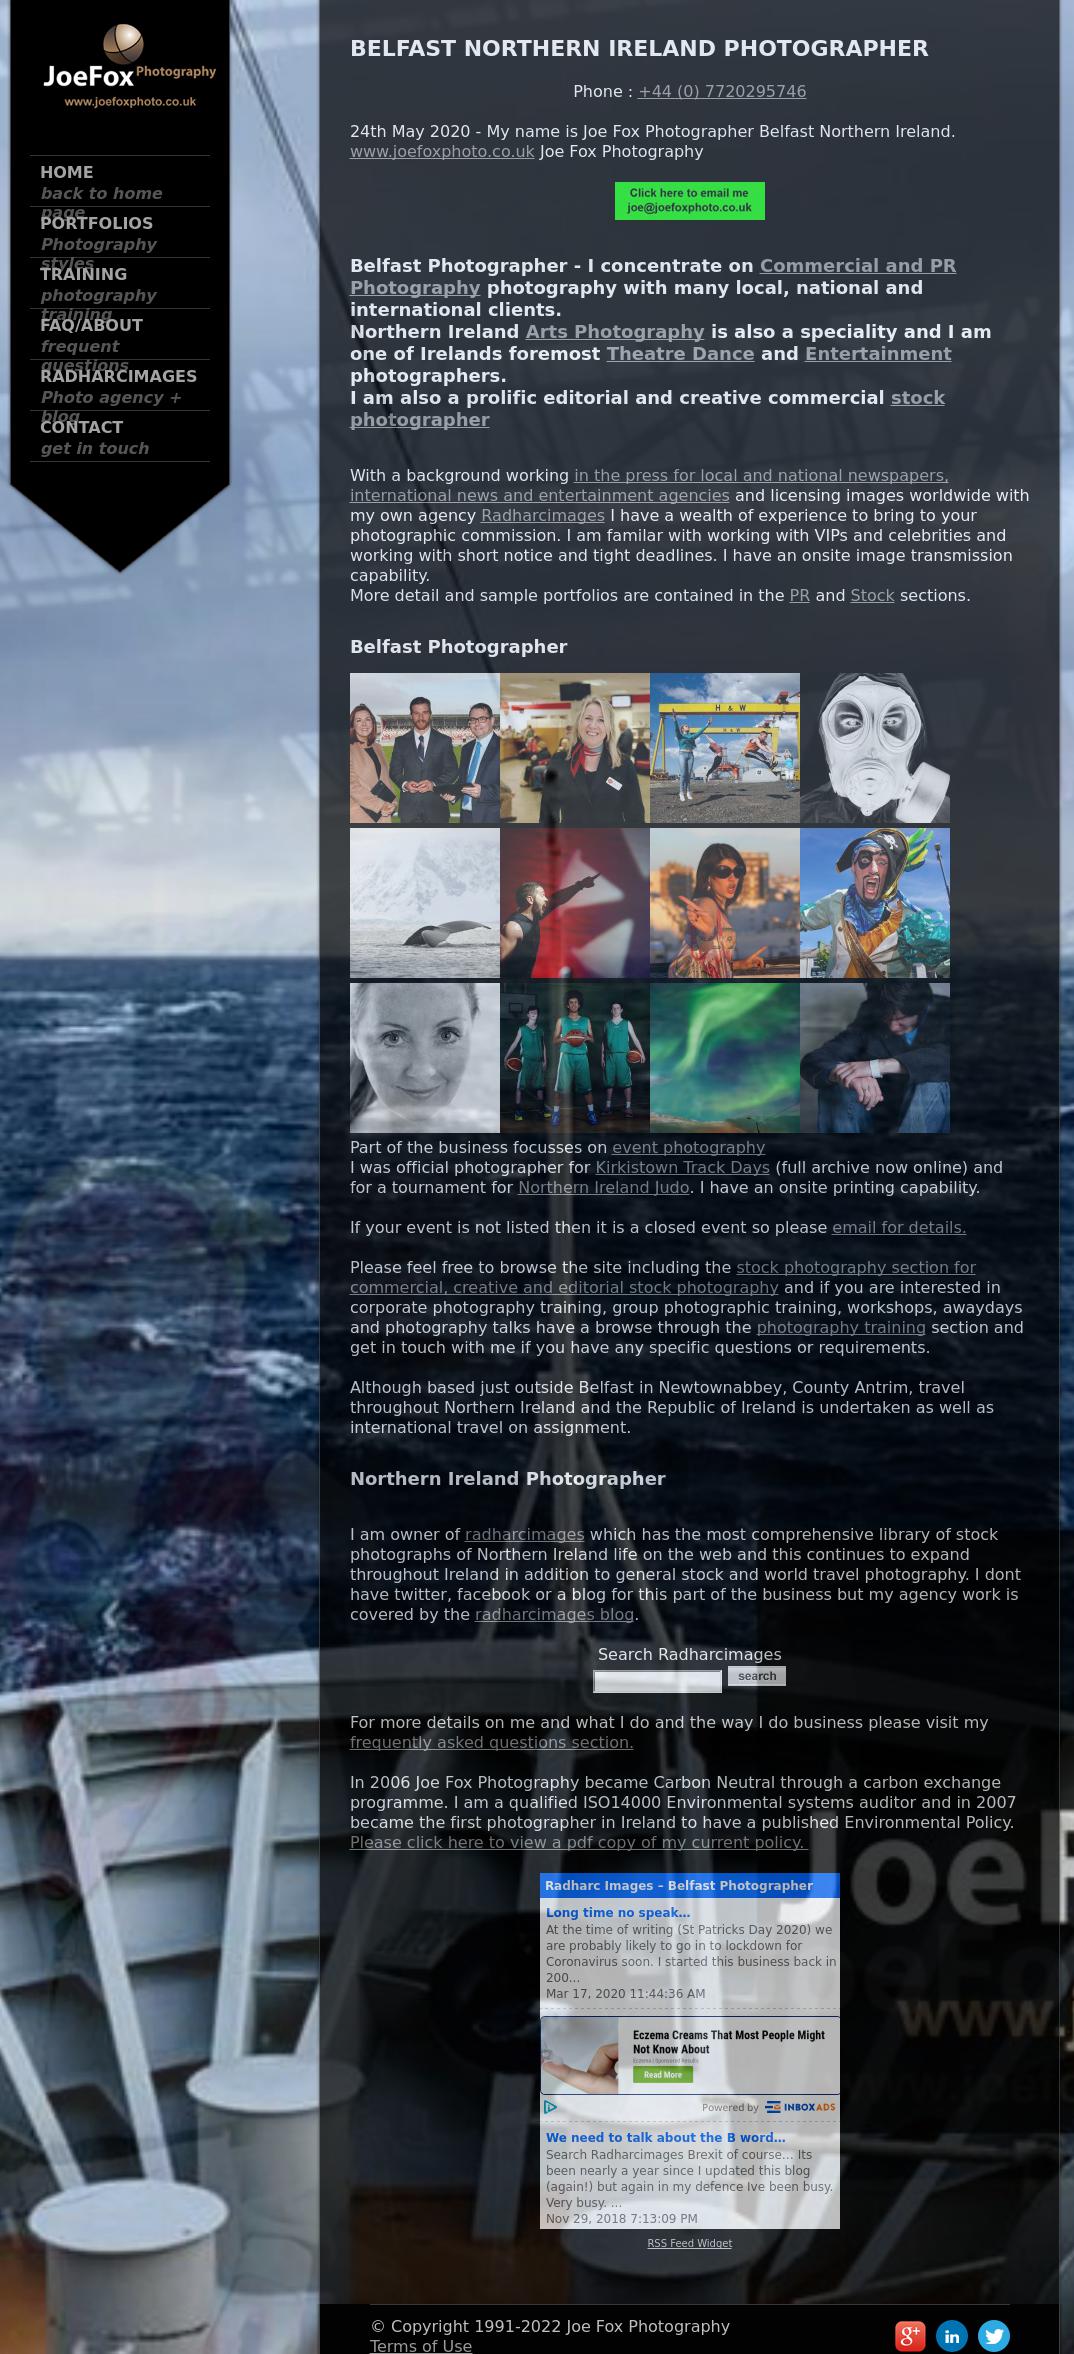 JoeFox Photography
www.joefoxphoto.co.uk
HOME
back to home
page
PORTFOLIOS
Photography
styles
TRAINING
photography
training
FAQ/ABOUT
frequent
questions
RADHARCIMAGES
Photo agency +
blog
CONTACT
get in touch
BELFAST NORTHERN IRELAND PHOTOGRAPHER
Phone : +44 (0) 7720295746
24th May 2020 - My name is Joe Fox Photographer Belfast Northern Ireland.
www.joefoxphoto.co.uk Joe Fox Photography
Click here to email me
joe@joefoxphoto.co.uk
Belfast Photographer - I concentrate on Commercial and PR
Photography photography with many local, national and
international clients.
Northern Ireland Arts Photography is also a speciality and I am
one of Irelands foremost Theatre Dance and Entertainment
photographers.
I am also a prolific editorial and creative commercial stock
photographer
With a background working in the press for local and national newspapers,
international news and entertainment agencies and licensing images worldwide with
my own agency Radharcimages I have a wealth of experience to bring to your
photographic commission. I am familar with working with VIPs and celebrities and
working with short notice and tight deadlines. I have an onsite image transmission
capability.
More detail and sample portfolios are contained in the PR and Stock sections.
Belfast Photographer
H & W
Part of the business focusses on event photography
I was official photographer for Kirkistown Track Days (full archive now online) and
for a tournament for Northern Ireland Judo. I have an onsite printing capability.
If your event is not listed then it is a closed event so please email for details.
Please feel free to browse the site including the stock photography section for
commercial, creative and editorial stock photography and if you are interested in
corporate photography training, group photographic training, workshops, awaydays
and photography talks have a browse through the photography training section and
get in touch with me if you have any specific questions or requirements.
Although based just outside Belfast in Newtownabbey, County Antrim, travel
throughout Northern Ireland and the Republic of Ireland is undertaken as well as
international travel on assignment.
Northern Ireland Photographer
I am owner of radharcimages which has the most comprehensive library of stock
photographs of Northern Ireland life on the web and this continues to expand
throughout Ireland in addition to general stock and world travel photography. I dont
have twitter, facebook or a blog for this part of the business but my agency work is
covered by the radharcimages blog.
Search Radharcimages
search
For more details on me and what I do and the way I do business please visit my
frequently asked questions section.
In 2006 Joe Fox Photography became Carbon Neutral through a carbon exchange
programme. I am a qualified ISO14000 Environmental systems auditor and in 2007
became the first photographer in Ireland to have a published Environmental Policy.
Please click here to view a pdf copy of my current policy.
JoeF
www.
Radharc Images – Belfast Photographer
Long time no speak…
At the time of writing (St Patricks Day 2020) we
are probably likely to go in to lockdown for
Coronavirus soon. I started this business back in
200...
Mar 17, 2020 11:44:36 AM
Eczema Creams That Most People Might
Not Know About
Eczema | Sponsored Results
Read More
Powered by INBOXADS
We need to talk about the B word…
Search Radharcimages Brexit of course… Its
been nearly a year since I updated this blog
(again!) but again in my defence Ive been busy.
Very busy. ...
Nov 29, 2018 7:13:09 PM
RSS Feed Widget
© Copyright 1991-2022 Joe Fox Photography
Terms of Use
g+ in